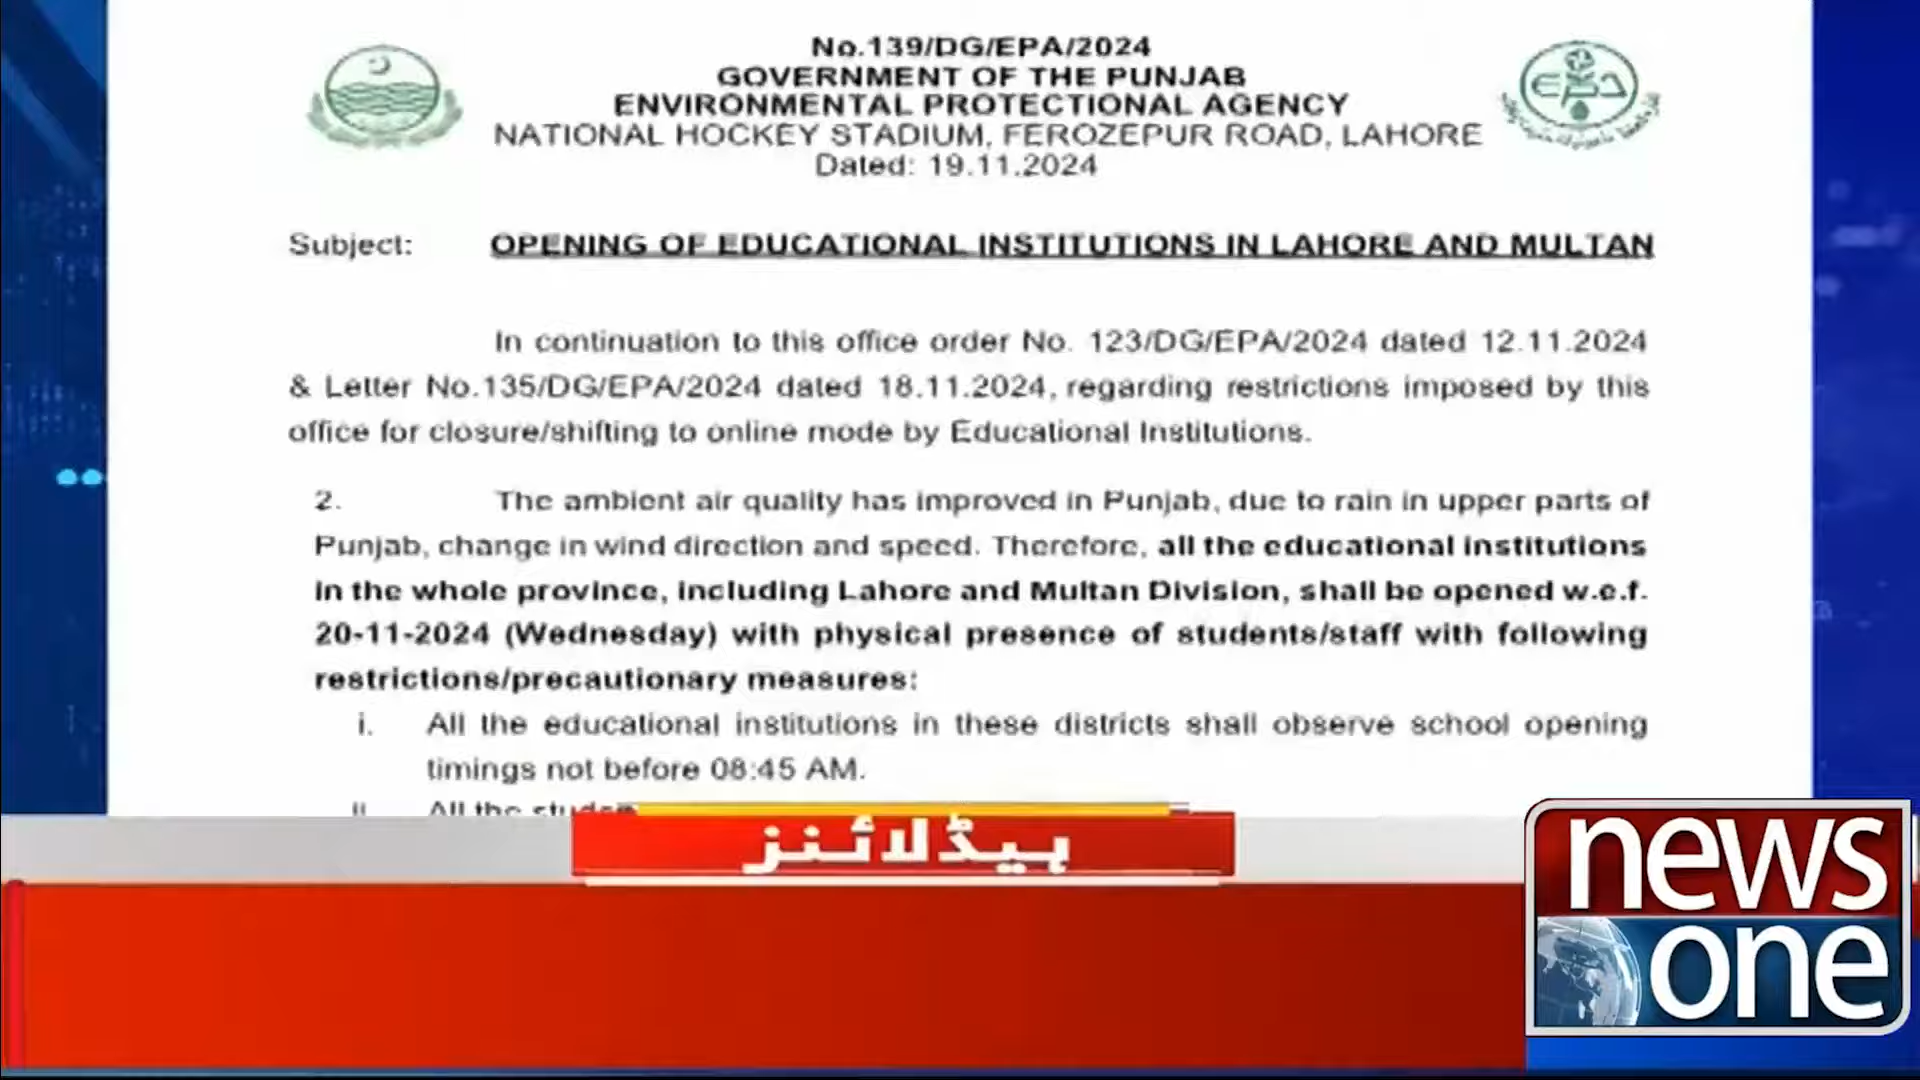 No.139/DG/EPA/2024
GOVERNMENT OF THE PUNJAB
ENVIRONMENTAL PROTECTIONAL AGENCY
NATIONAL HOCKEY STADIUM, FEROZEPUR ROAD, LAHORE
Dated: 19.11.2024
Subject: OPENING OF EDUCATIONAL INSTITUTIONS IN LAHORE AND MULTAN
In continuation to this office order No. 123/DG/EPA/2024 dated 12.11.2024
& Letter No.135/DG/EPA/2024 dated 18.11.2024, regarding restrictions imposed by this
office for closure/shifting to online mode by Educational Institutions.
2. The ambient air quality has improved in Punjab, due to rain in upper parts of
Punjab, change in wind direction and speed. Therefore, all the educational institutions
in the whole province, including Lahore and Multan Division, shall be opened w.e.f.
20-11-2024 (Wednesday) with physical presence of students/staff with following
restrictions/precautionary measures:
i. All the educational institutions in these districts shall observe school opening
timings not before 08:45 AM.
ii. All the
ہیڈلائنز
news
one